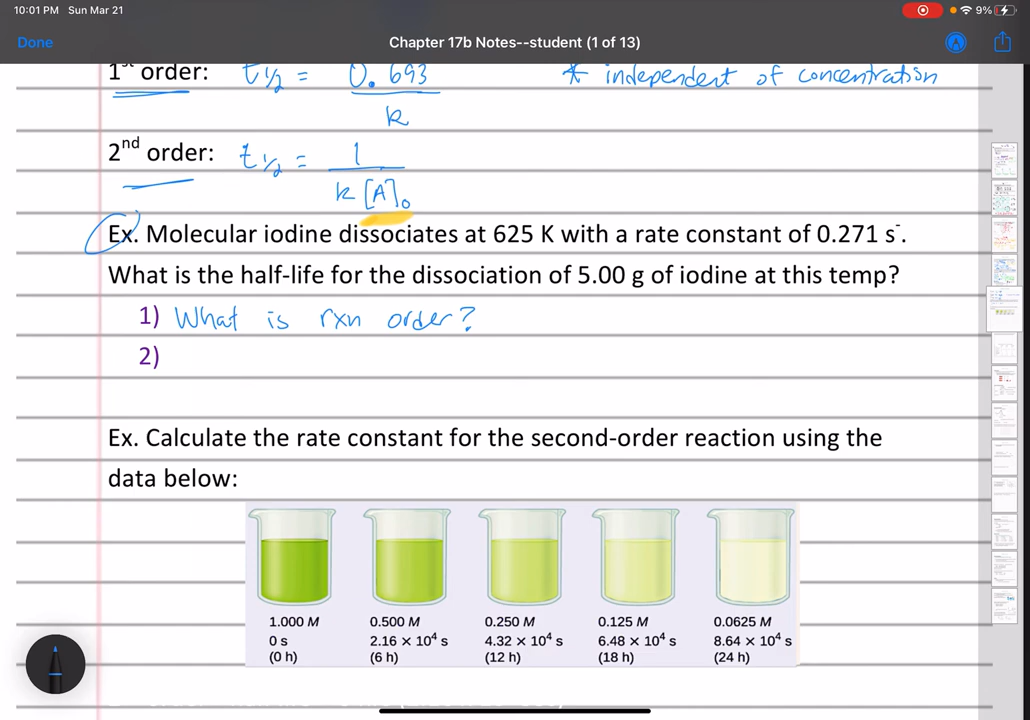 10:01 PM Sun Mar 21
9%
Done
Chapter 17b Notes--student (1 of 13)
1st order: t 1/2 = 0.693 / k * independent of concentration
2nd order: t 1/2 = 1 / k [A]0
Ex. Molecular iodine dissociates at 625 K with a rate constant of 0.271 s-.
What is the half-life for the dissociation of 5.00 g of iodine at this temp?
1) What is rxn order?
2)
Ex. Calculate the rate constant for the second-order reaction using the
data below:
1.000 M 0.500 M 0.250 M 0.125 M 0.0625 M
0 s 2.16 × 10⁴ s 4.32 × 10⁴ s 6.48 × 10⁴ s 8.64 × 10⁴ s
(0 h) (6 h) (12 h) (18 h) (24 h)